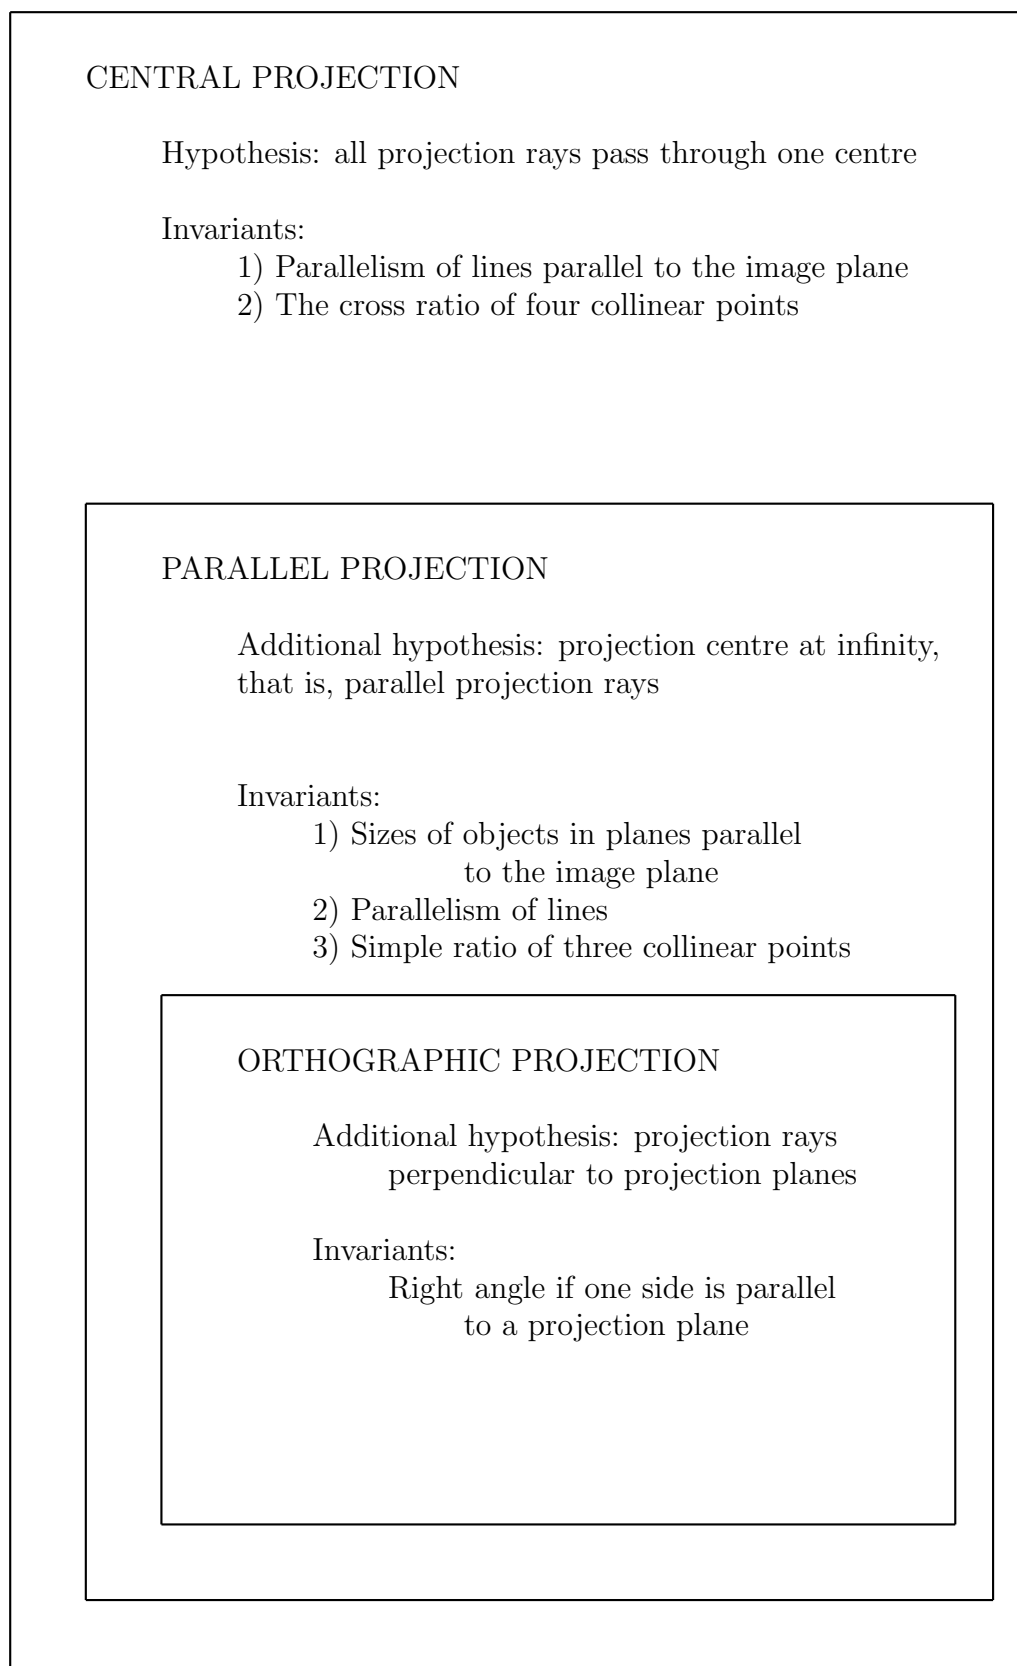 CENTRAL PROJECTION
Hypothesis: all projection rays pass through one centre
Invariants:
1) Parallelism of lines parallel to the image plane
2) The cross ratio of four collinear points
PARALLEL PROJECTION
Additional hypothesis: projection centre at infinity,
that is, parallel projection rays
Invariants:
1) Sizes of objects in planes parallel
to the image plane
2) Parallelism of lines
3) Simple ratio of three collinear points
ORTHOGRAPHIC PROJECTION
Additional hypothesis: projection rays
perpendicular to projection planes
Invariants:
Right angle if one side is parallel
to a projection plane